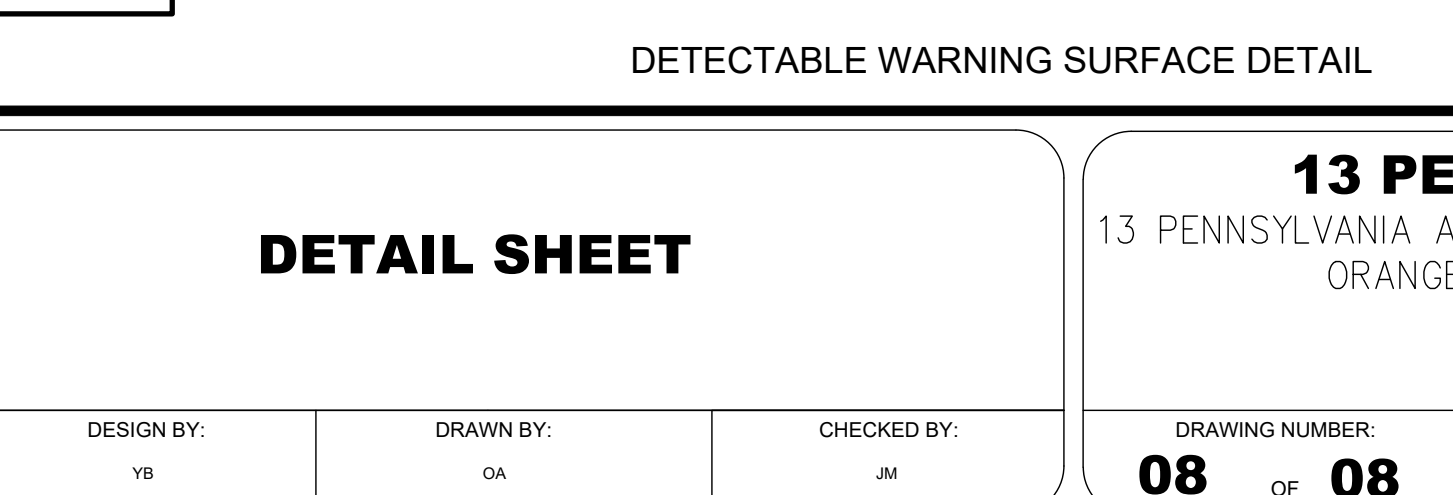 DETECTABLE WARNING SURFACE DETAIL
DETAIL SHEET
13 PE
13 PENNSYLVANIA A
ORANGE
DESIGN BY:
YB
DRAWN BY:
OA
CHECKED BY:
JM
DRAWING NUMBER:
08 OF 08